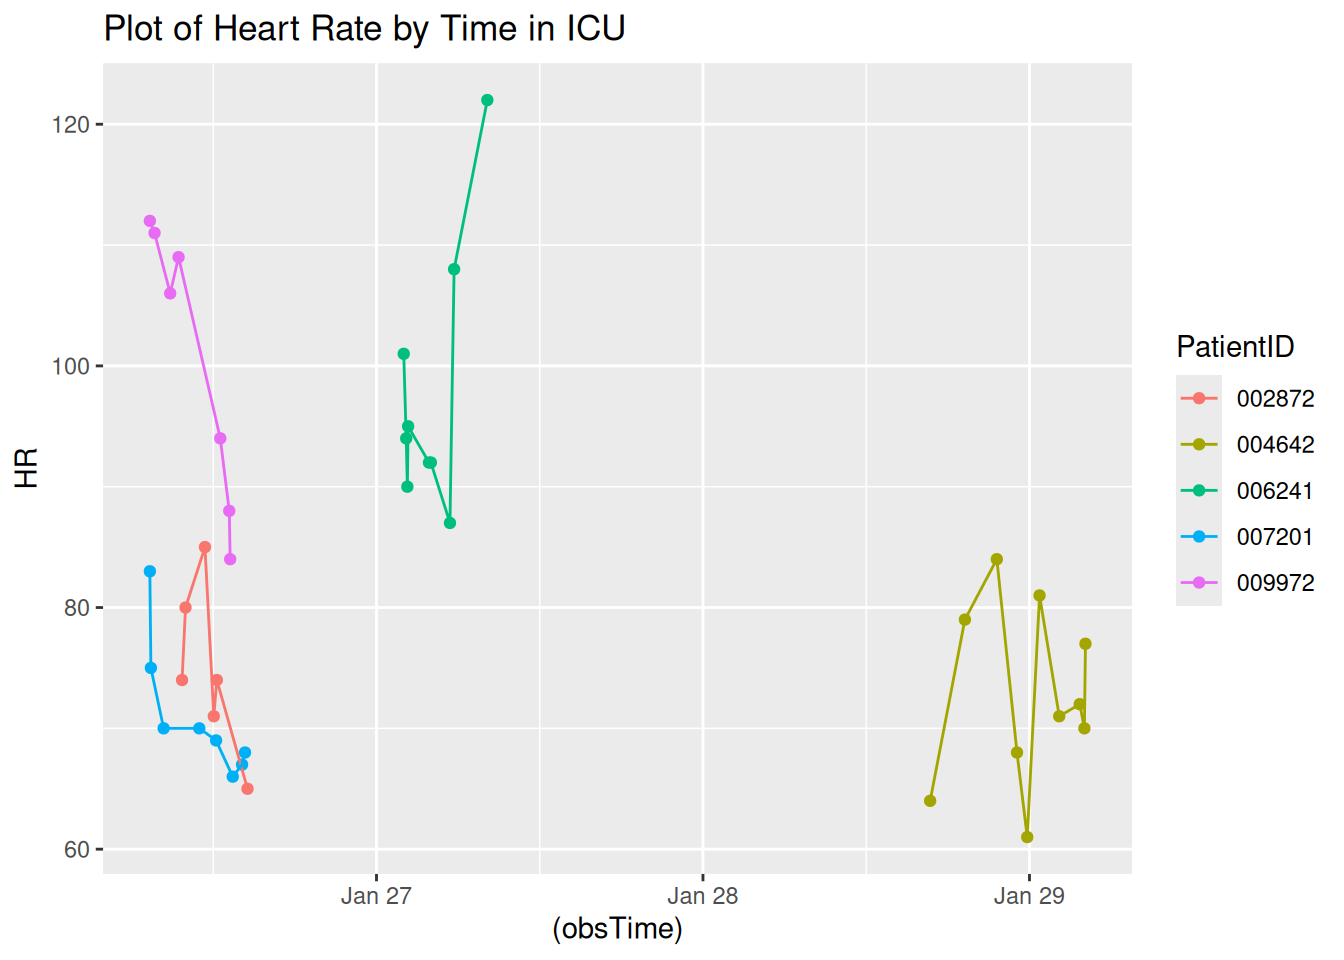 Plot of Heart Rate by Time in ICU
HR
120
100
80
60
Jan 27
Jan 28
Jan 29
(obsTime)
PatientID
002872
004642
006241
007201
009972